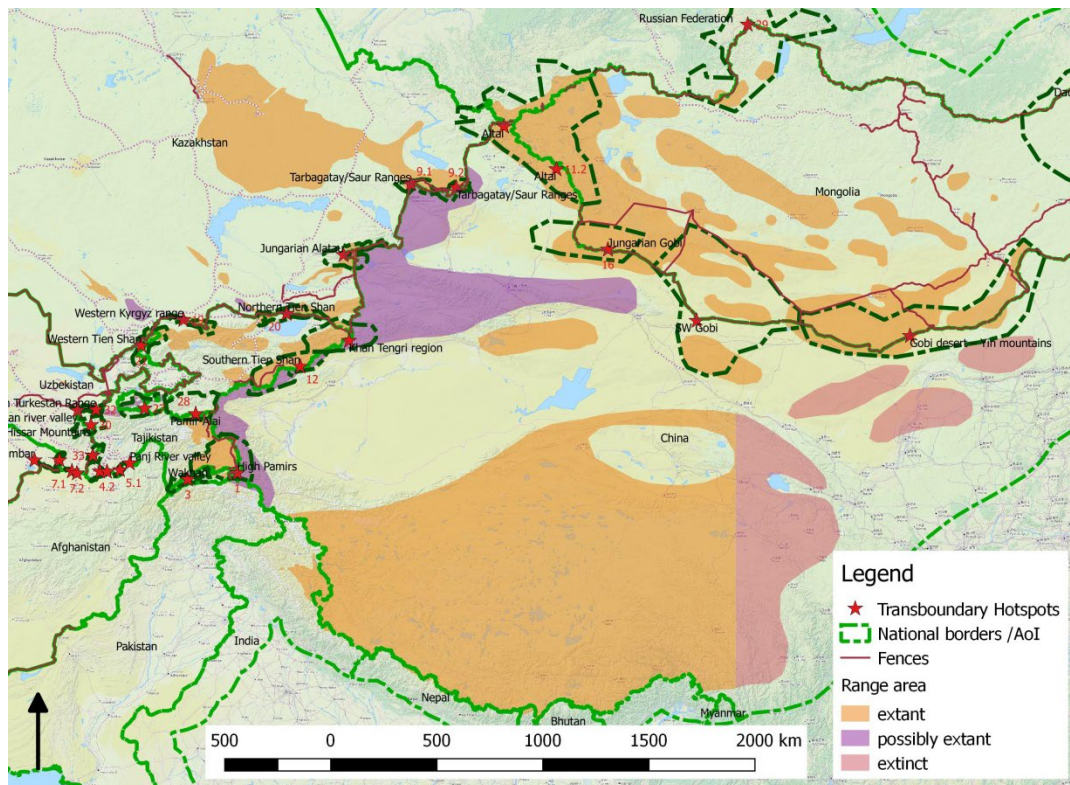 Russian Federation
29
Altai
Kazakhstan
9.1
9.2
11.2
Tarbagatay/Saur Ranges
Altai
Tarbagatay/Saur Ranges
Mongolia
Jungarian Alatau
Jungarian Gobi
16
Northern Tien Shan
Western Kyrgyz range
20
SW Gobi
Western Tien Shan
Khan Tengri region
Gobi desert - Yin mountains
Southern Tien Shan
12
Uzbekistan
28
Turkestan Range
an river valley
Pamir Alai
Hissar Mountains
China
Tajikistan
33
Panj River valley
High Pamirs
Wakhan
7.1
7.2
4.2
5.1
3
1
Afghanistan
Legend
Transboundary Hotspots
National borders /AoI
Pakistan
India
Fences
Range area
Nepal
extant
Bhutan
Myanmar
possibly extant
500
0
500
1000
1500
2000 km
extinct